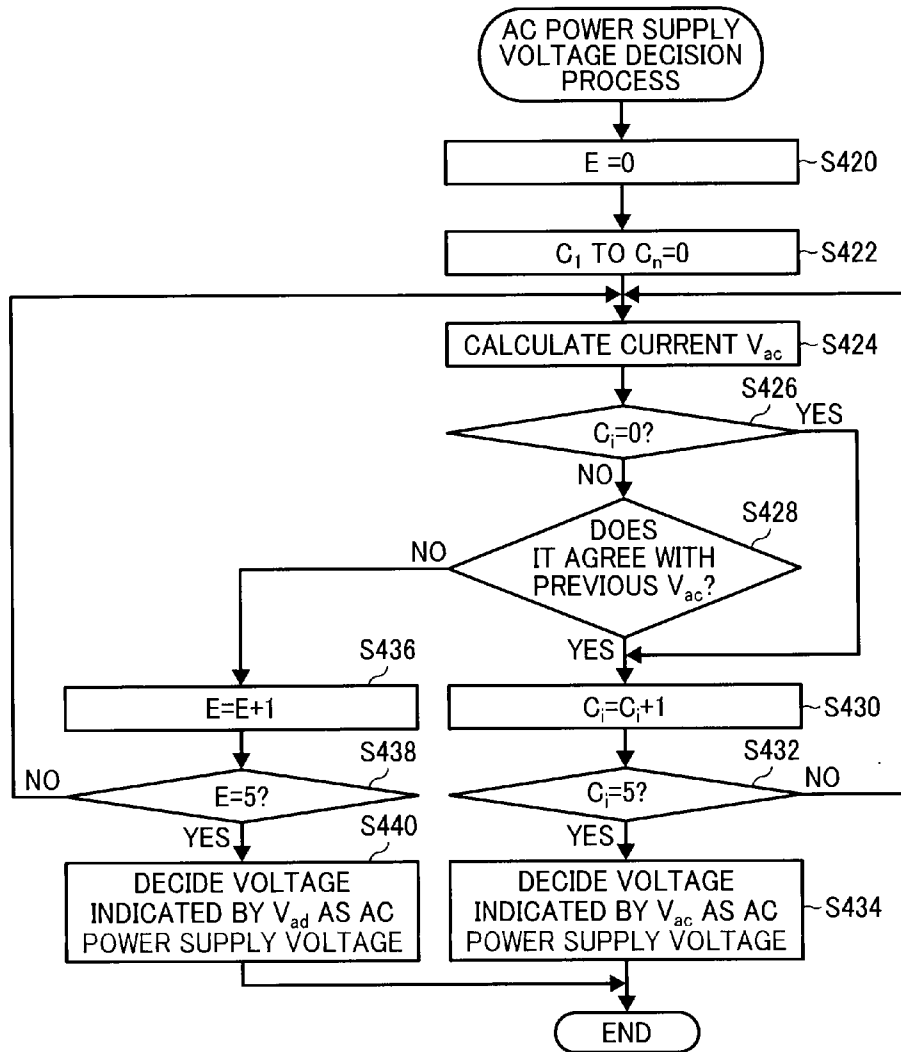 AC POWER SUPPLY
VOLTAGE DECISION
PROCESS
E =0
S420
C₁ TO Cₙ=0
S422
CALCULATE CURRENT Vac
S424
S426
Cᵢ=0?
YES
NO
S428
DOES
IT AGREE WITH
PREVIOUS Vac?
NO
YES
S436
E=E+1
Cᵢ=Cᵢ+1
S430
S438
E=5?
NO
YES
S432
Cᵢ=5?
NO
YES
S440
DECIDE VOLTAGE
INDICATED BY Vad AS AC
POWER SUPPLY VOLTAGE
DECIDE VOLTAGE
INDICATED BY Vac AS AC
POWER SUPPLY VOLTAGE
S434
END